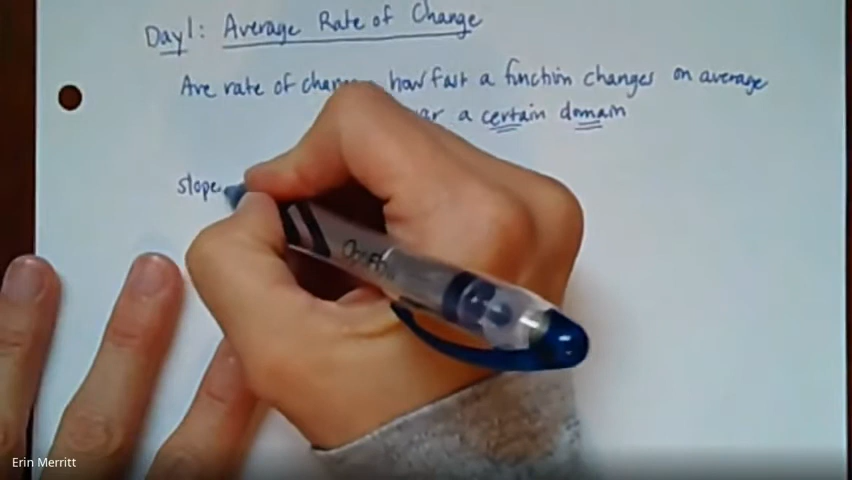 Day 1: Average Rate of Change
Ave rate of how fast a function changes on average
a certain domain
slope
Erin Merritt